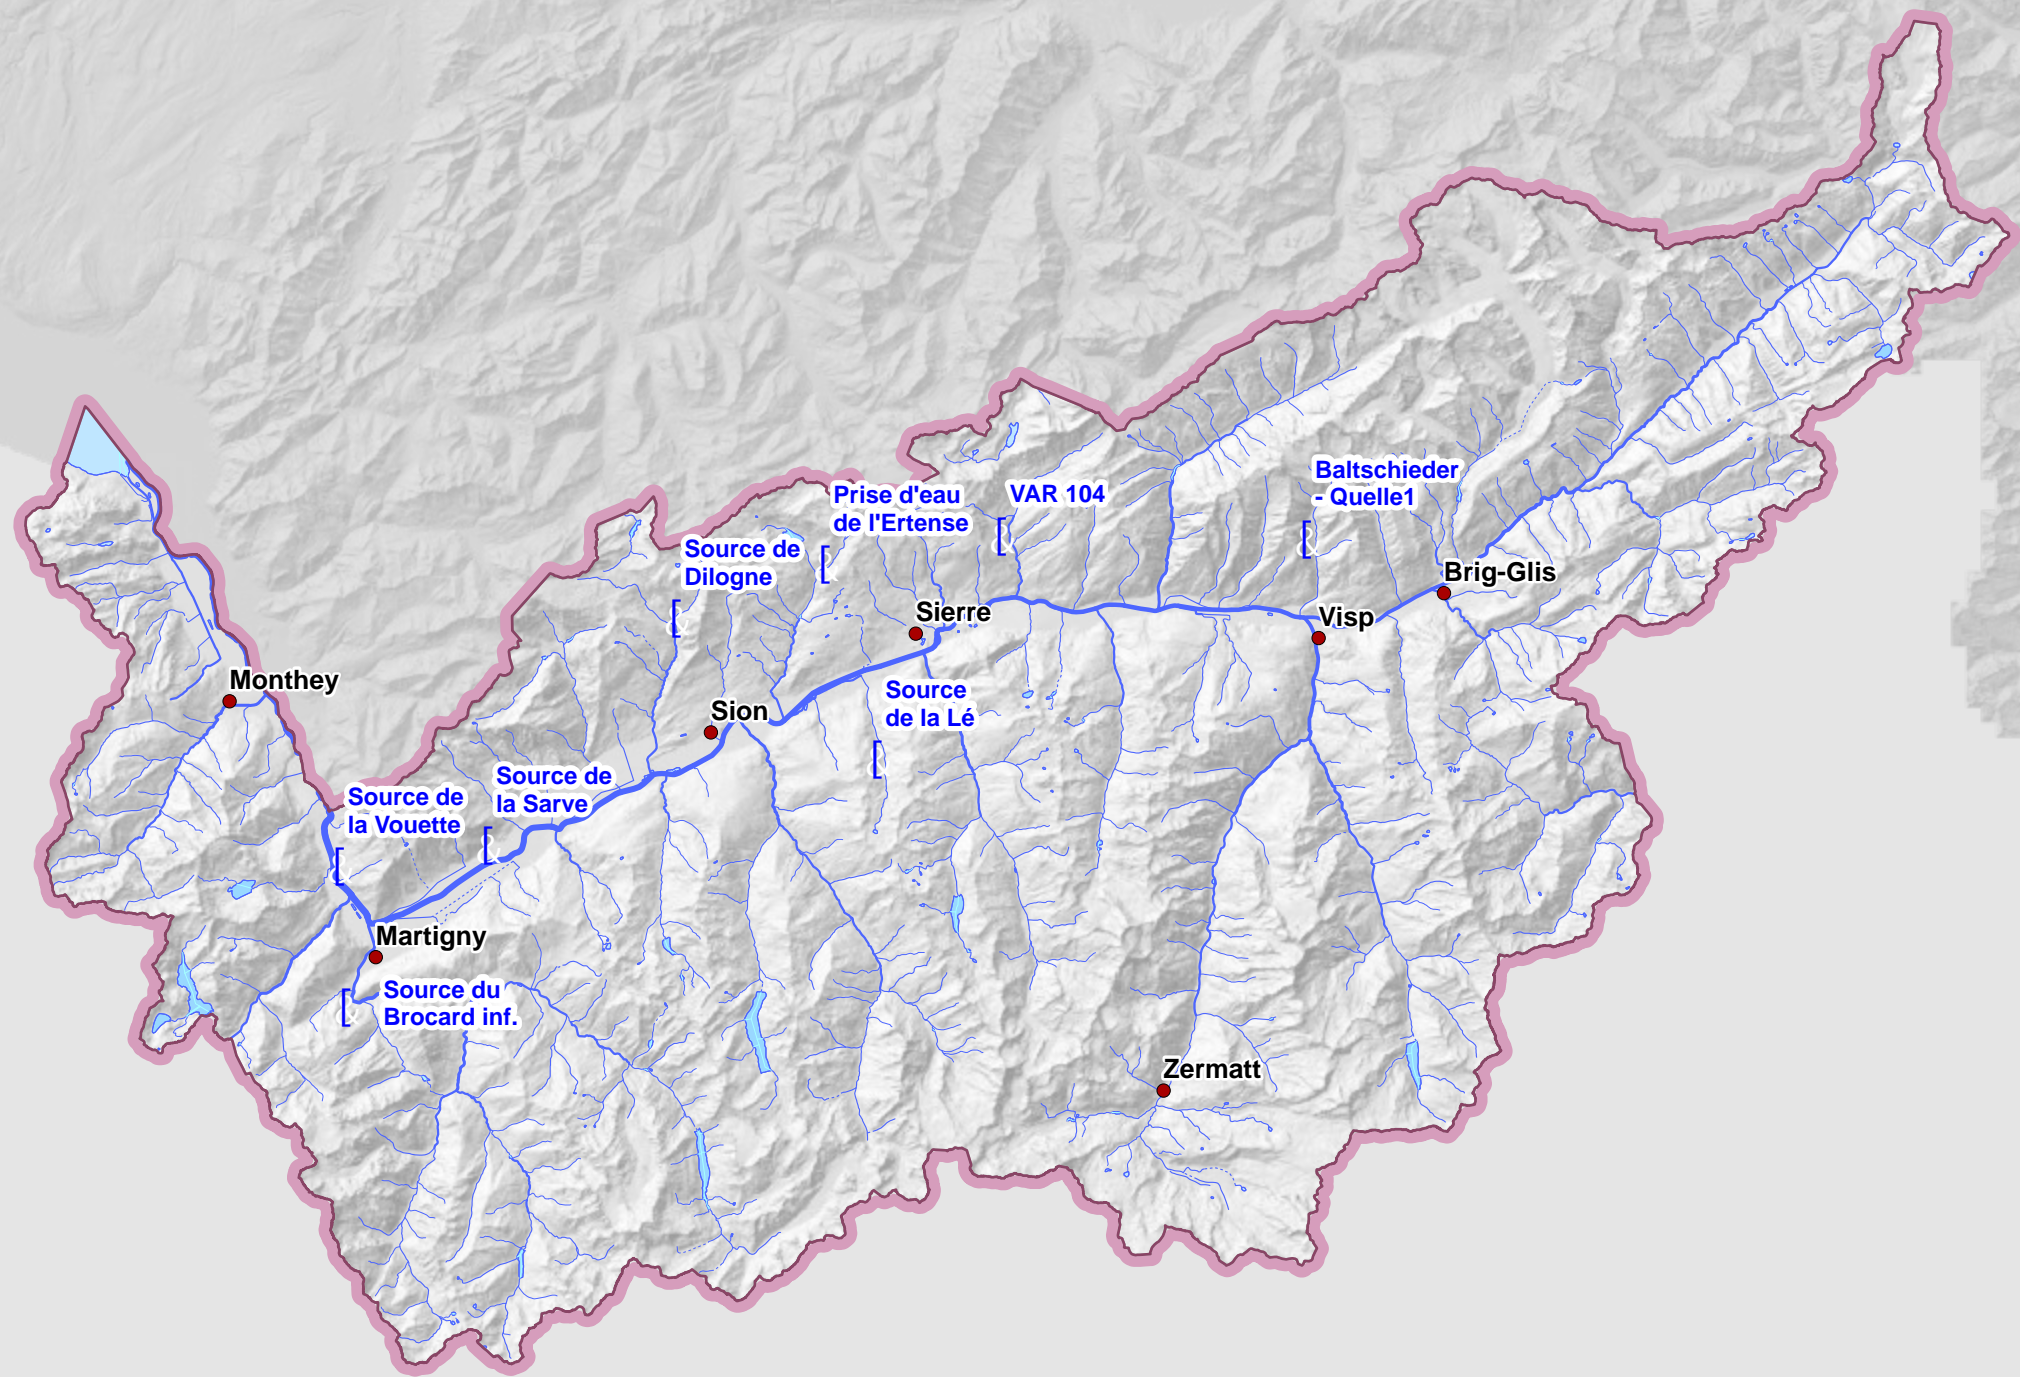 Baltschieder
- Quelle1
Prise d'eau
de l'Ertense
VAR 104
Source de
Dilogne
Brig-Glis
Sierre
Visp
Monthey
Source
de la Lé
Sion
Source de
la Sarve
Source de
la Vouette
Martigny
Source du
Brocard inf.
Zermatt